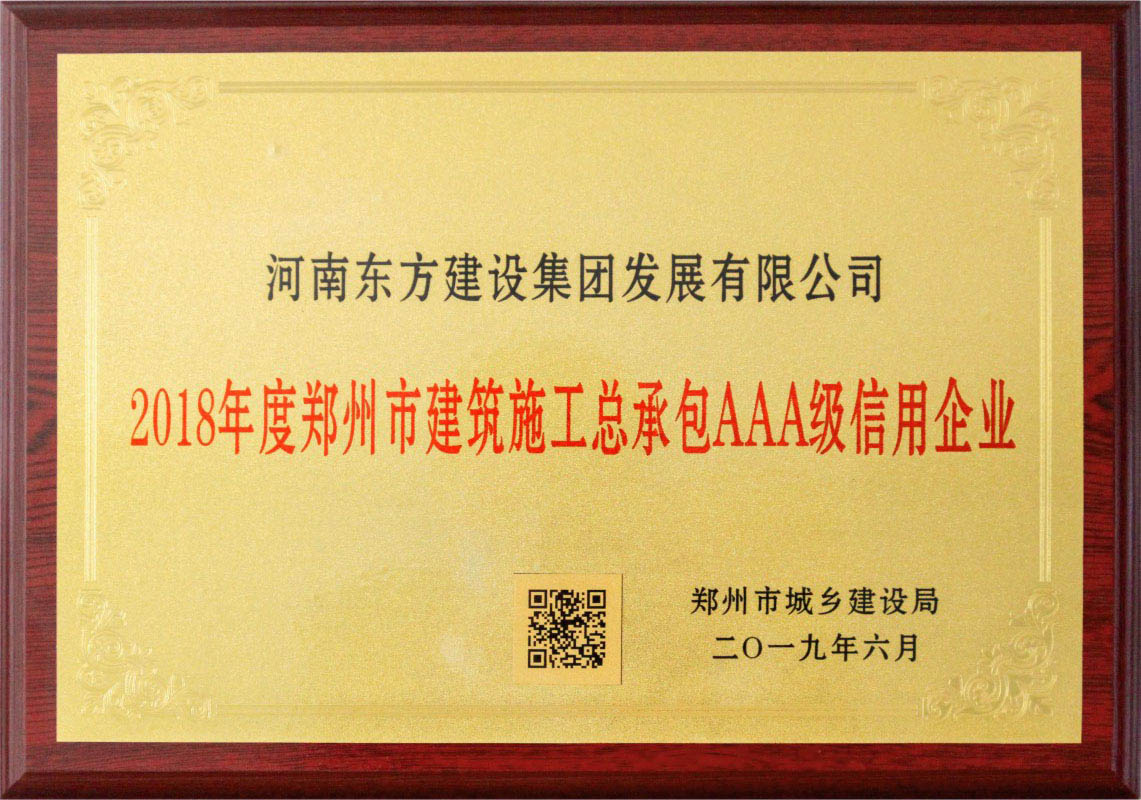 河南东方建设集团发展有限公司
2018年度郑州市建筑施工总承包AAA级信用企业
郑州市城乡建设局
二〇一九年六月